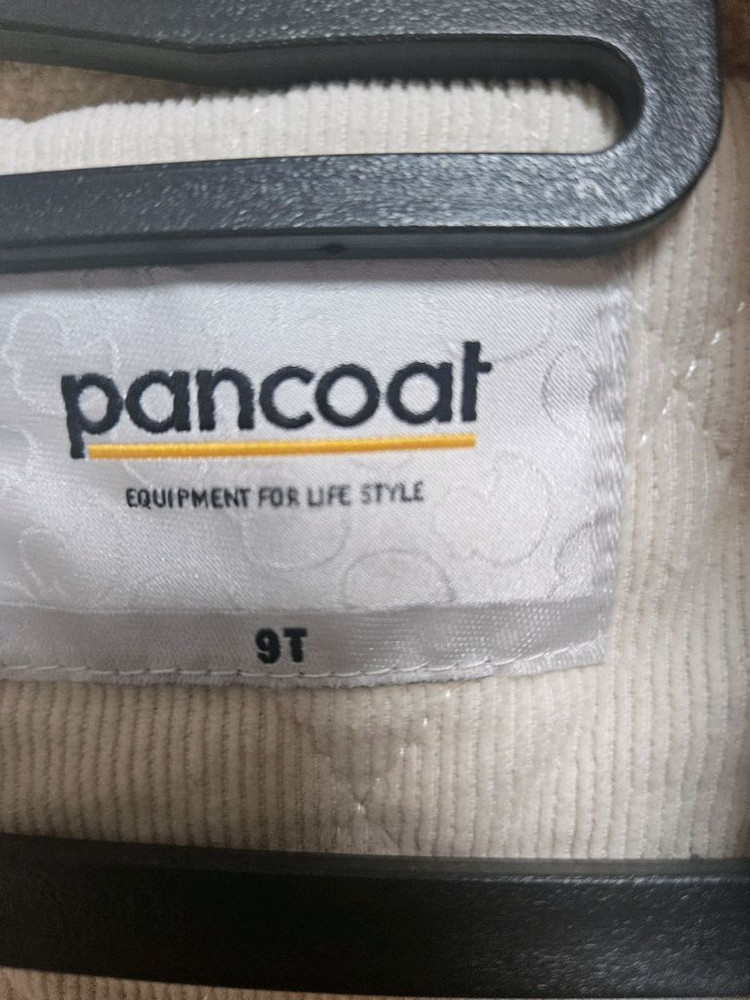 pancoat
EQUIPMENT FOR LIFE STYLE
9T